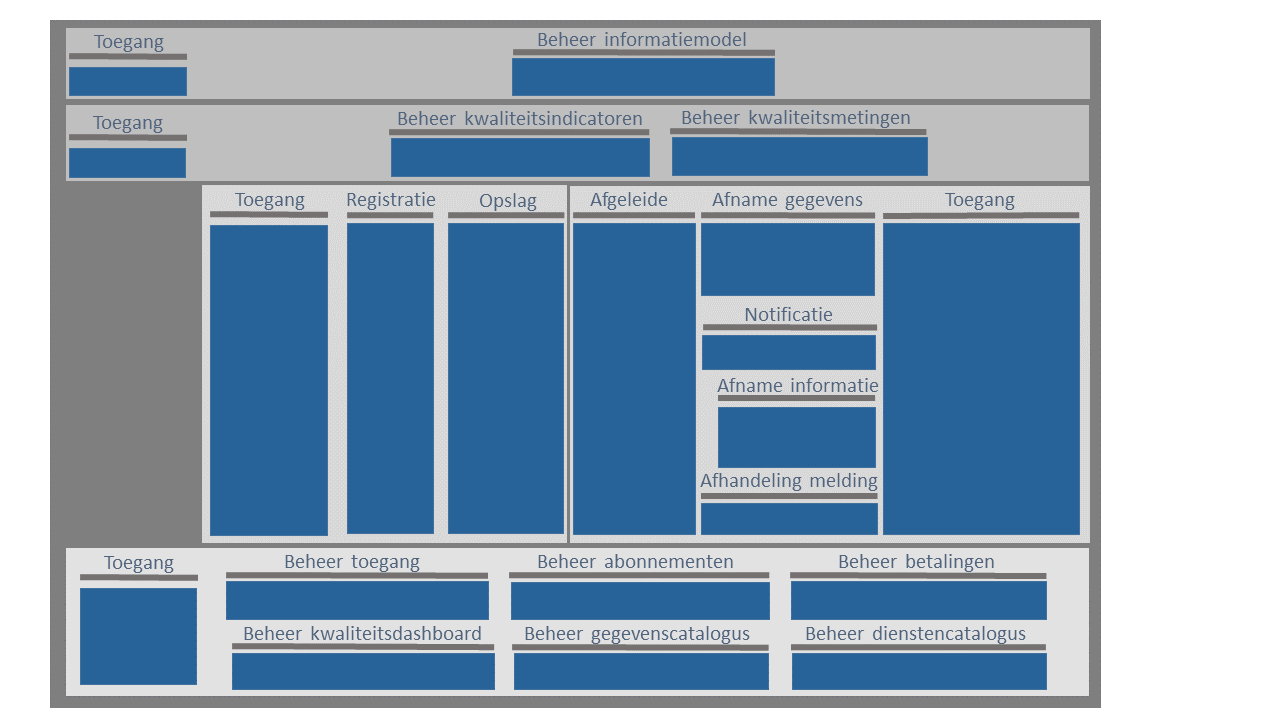 Toegang
Beheer informatiemodel
Toegang
Beheer kwaliteitsindicatoren
Beheer kwaliteitsmetingen
Toegang
Registratie
Opslag
Afgeleide
Afname gegevens
Toegang
Notificatie
Afname informatie
Afhandeling melding
Toegang
Beheer toegang
Beheer abonnementen
Beheer betalingen
Beheer kwaliteitsdashboard
Beheer gegevenscatalogus
Beheer dienstencatalogus